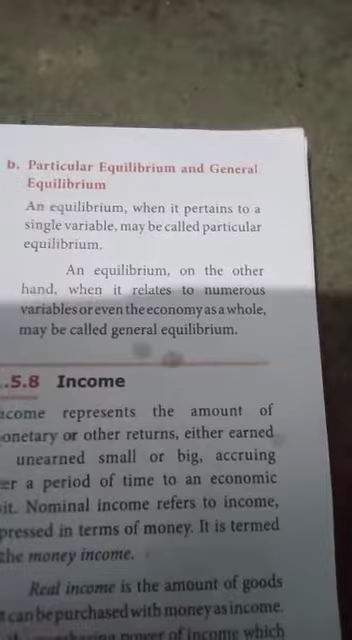 b. Particular Equilibrium and General
Equilibrium
An equilibrium, when it pertains to a
single variable, may be called particular
equilibrium.
An equilibrium, on the other
hand, when it relates to numerous
variables or even the economy as a whole,
may be called general equilibrium.
.5.8 Income
ncome represents the amount of
onetary or other returns, either earned
unearned small or big, accruing
er a period of time to an economic
it. Nominal income refers to income,
pressed in terms of money. It is termed
the money income.
Real income is the amount of goods
t can be purchased with money as income.
power of income which